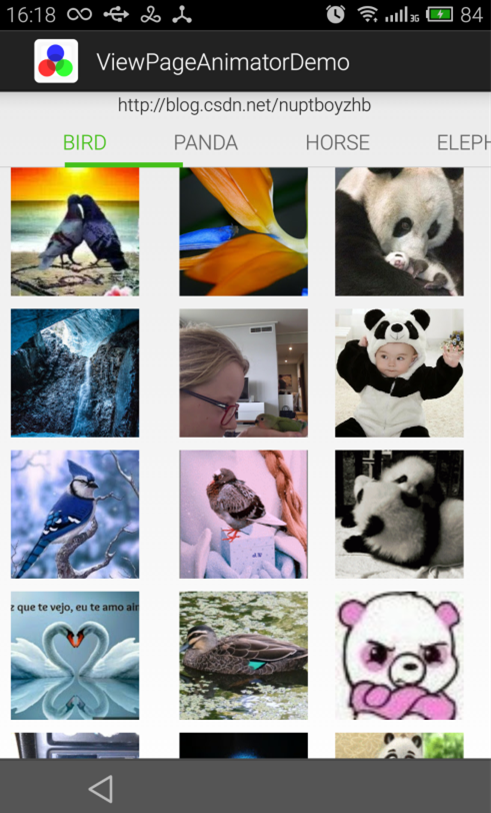 16:18 3G 84
ViewPageAnimatorDemo
http://blog.csdn.net/nuptboyzhb
BIRD PANDA HORSE ELEPH
z que te vejo, eu te amo ain